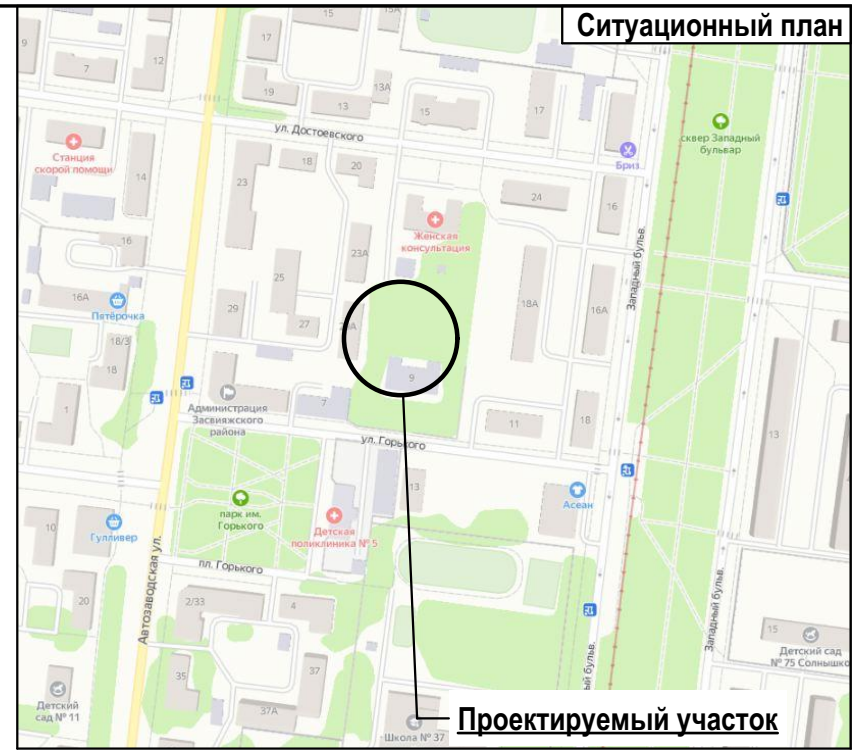 Ситуационный план
15
15А
17
9
7
12
19
13
13А
15
17
ул. Достоевского
Станция
скорой помощи
14
18
20
23
Бриз
сквер Западный
бульвар
24
16
Женская
консультация
16
23А
25
Западный бульв.
16А
Пятёрочка
29
27
18А
16А
18/3
18
9
1
Администрация
Засвияжского
района
7
11
18
ул. Горького
13
13
парк им.
Горького
Асеан
10
Гулливер
Детская
поликлиника № 5
пл. Горького
Автозаводская ул.
20
2/33
4
Западный бульв.
15
Детский сад
№ 75 Солнышко
35
37
Детский
сад № 11
37А
Школа № 37
Проектируемый участок